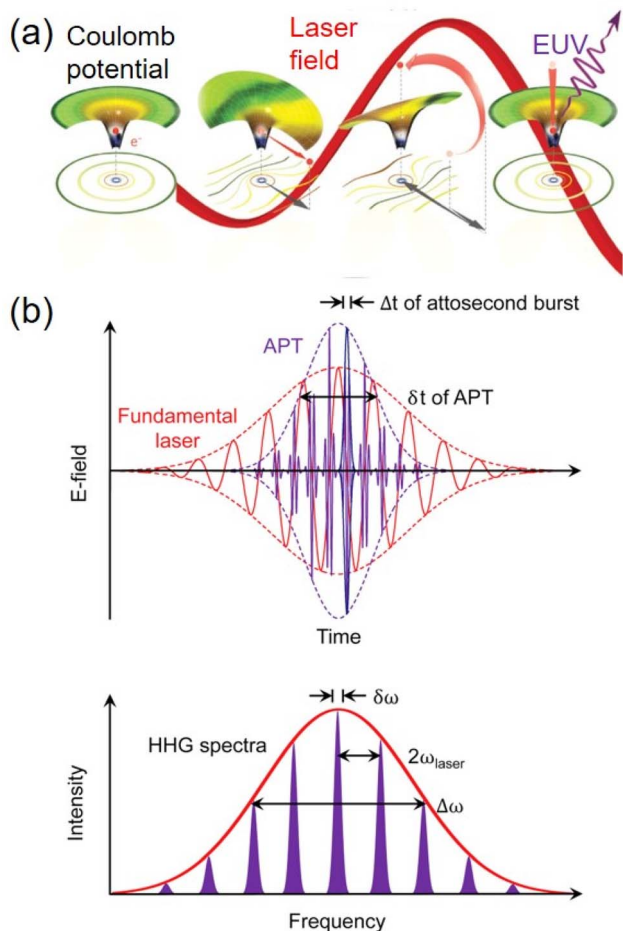 (a)
Coulomb
potential
Laser
field
EUV
e⁻
(b)
Δt of attosecond burst
APT
δt of APT
Fundamental
laser
E-field
Time
δω
HHG spectra
2ω_laser
Δω
Intensity
Frequency